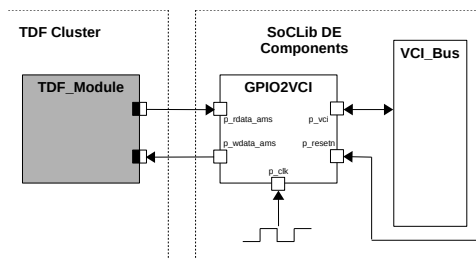 TDF Cluster
SoCLib DE
Components
TDF_Module
GPIO2VCI
VCI_Bus
p_rdata_ams
p_vci
p_wdata_ams
p_resetn
p_clk